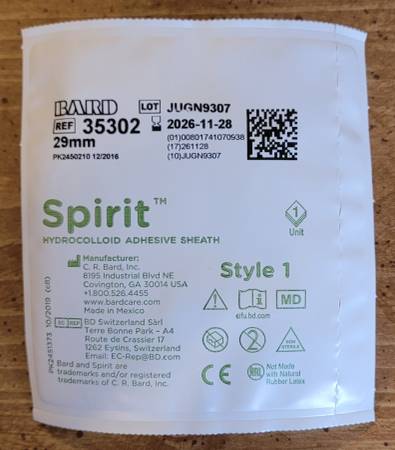 BARD
LOT JUGN9307
REF 35302
2026-11-28
29mm
(01)00801741070938
(17)261128
(10)JUGN9307
PK2450210 12/2016
Spirit™
HYDROCOLLOID ADHESIVE SHEATH
1
Unit
Manufacturer:
C. R. Bard, Inc.
8195 Industrial Blvd NE
Covington, GA 30014 USA
+1.800.526.4455
www.bardcare.com
Made in Mexico
Style 1
MD
eifu.bd.com
EC REP
BD Switzerland Sàrl
Terre Bonne Park – A4
Route de Crassier 17
1262 Eysins, Switzerland
Email: EC-Rep@BD.com
2
NON
STERILE
Bard and Spirit are
trademarks and/or registered
trademarks of C. R. Bard, Inc.
CE
Not Made
with Natural
Rubber Latex
PK2451373 10/2019 (cR)